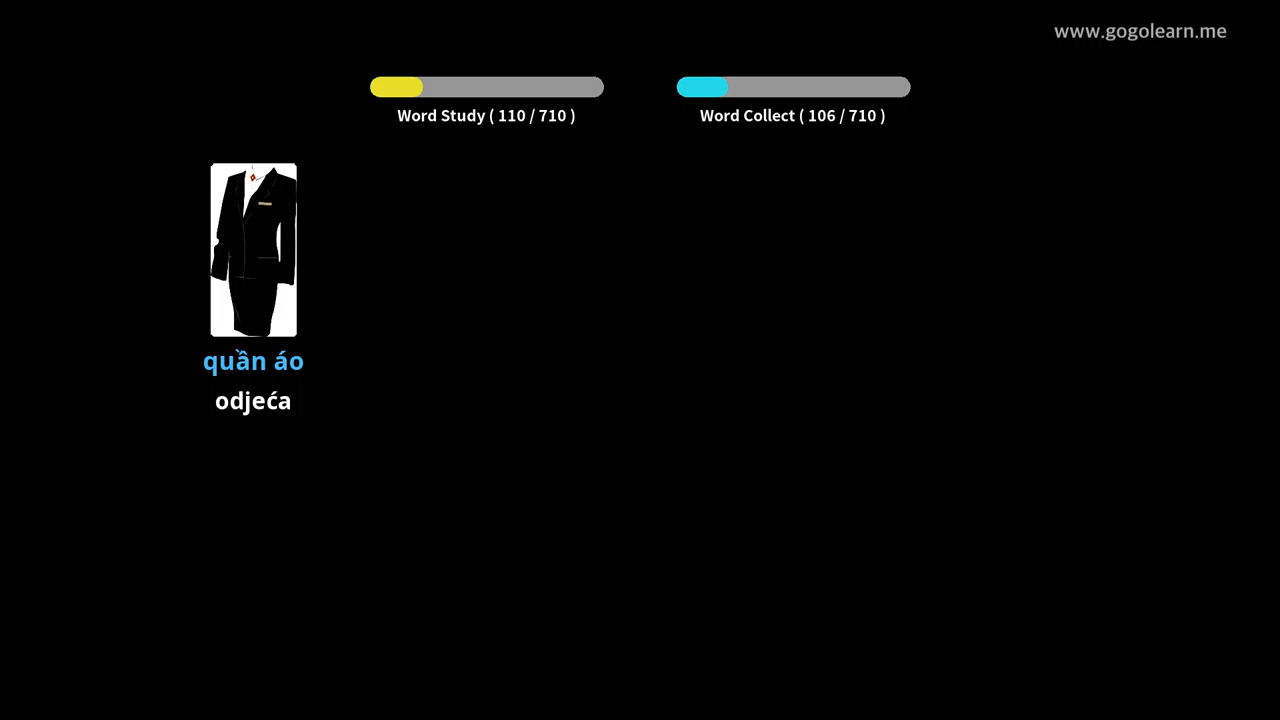 www.gogolearn.me
Word Study ( 110 / 710 )
Word Collect ( 106 / 710 )
quần áo
odjeća